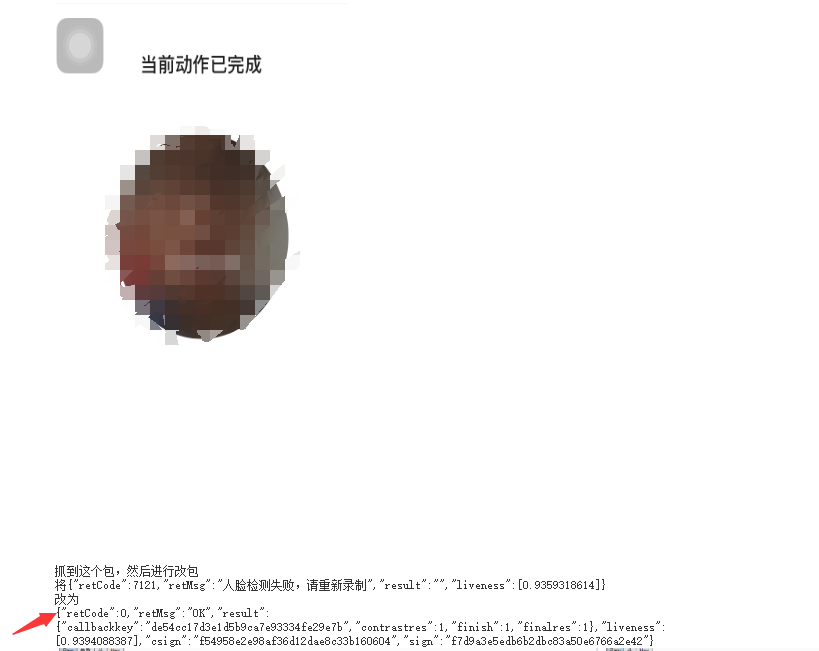 当前动作已完成
抓到这个包，然后进行改包
将{"retCode":7121,"retMsg":"人脸检测失败，请重新录制","result":"","liveness":[0.9359318614]}
改为
{"retCode":0,"retMsg":"OK","result":
{"callbackkey":"de54cc17d3e1d5b9ca7e93334fe29e7b","contrastres":1,"finish":1,"finalres":1},"liveness":
[0.9394088387],"csign":"f54958e2e98af36d12dae8c33b160604","sign":"f7d9a3e5edb6b2dbc83a50e6766a2e42"}